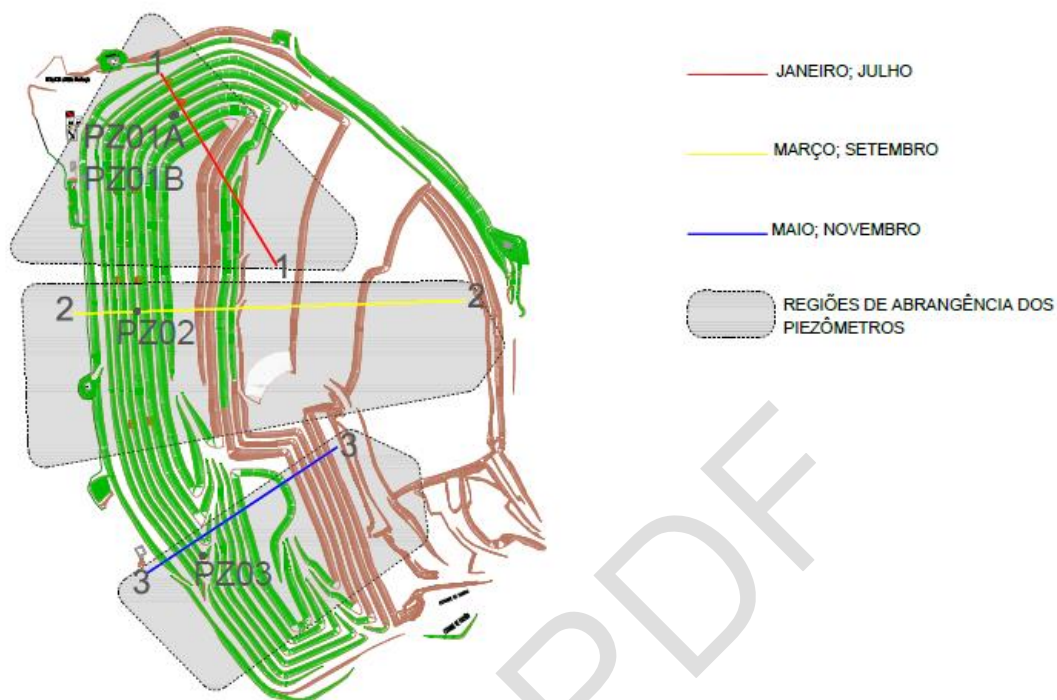 1
PZ01A
PZ01B
1
2
2
PZ02
3
PZ03
3
JANEIRO; JULHO
MARÇO; SETEMBRO
MAIO; NOVEMBRO
REGIÕES DE ABRANGÊNCIA DOS
PIEZÔMETROS
PDF